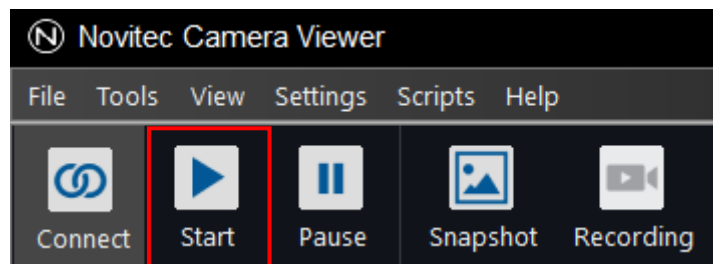 Novitec Camera Viewer
File Tools View Settings Scripts Help
Connect Start Pause Snapshot Recording